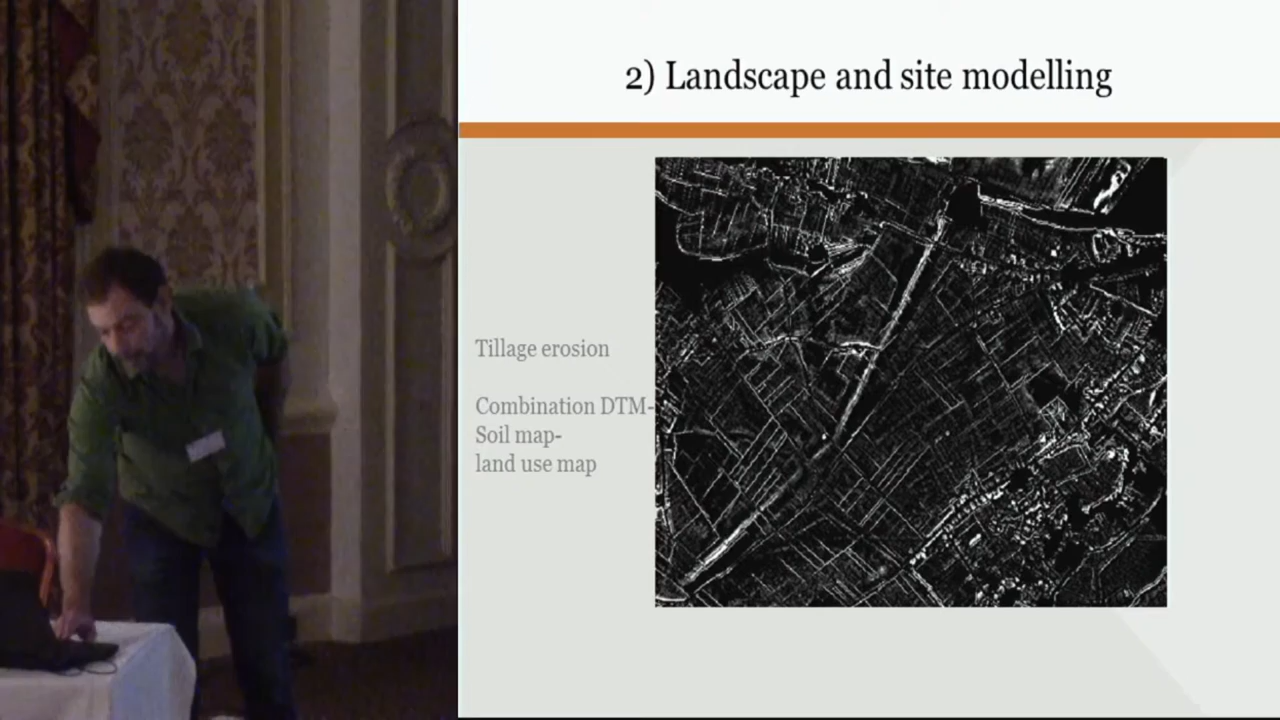 2) Landscape and site modelling
Tillage erosion
Combination DTM-
Soil map-
land use map